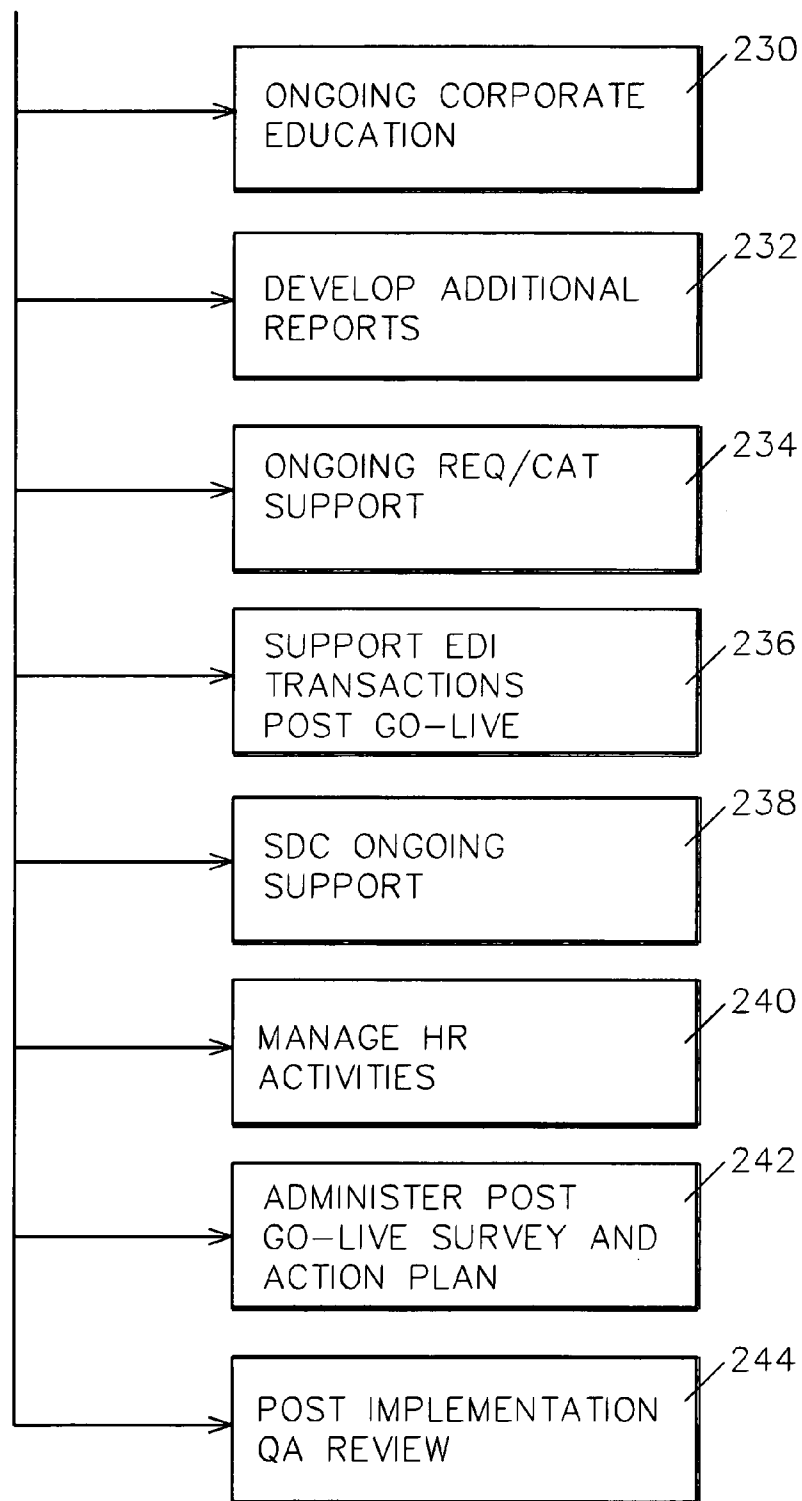 230
ONGOING CORPORATE
EDUCATION
232
DEVELOP ADDITIONAL
REPORTS
234
ONGOING REQ/CAT
SUPPORT
236
SUPPORT EDI
TRANSACTIONS
POST GO-LIVE
238
SDC ONGOING
SUPPORT
240
MANAGE HR
ACTIVITIES
242
ADMINISTER POST
GO-LIVE SURVEY AND
ACTION PLAN
244
POST IMPLEMENTATION
QA REVIEW